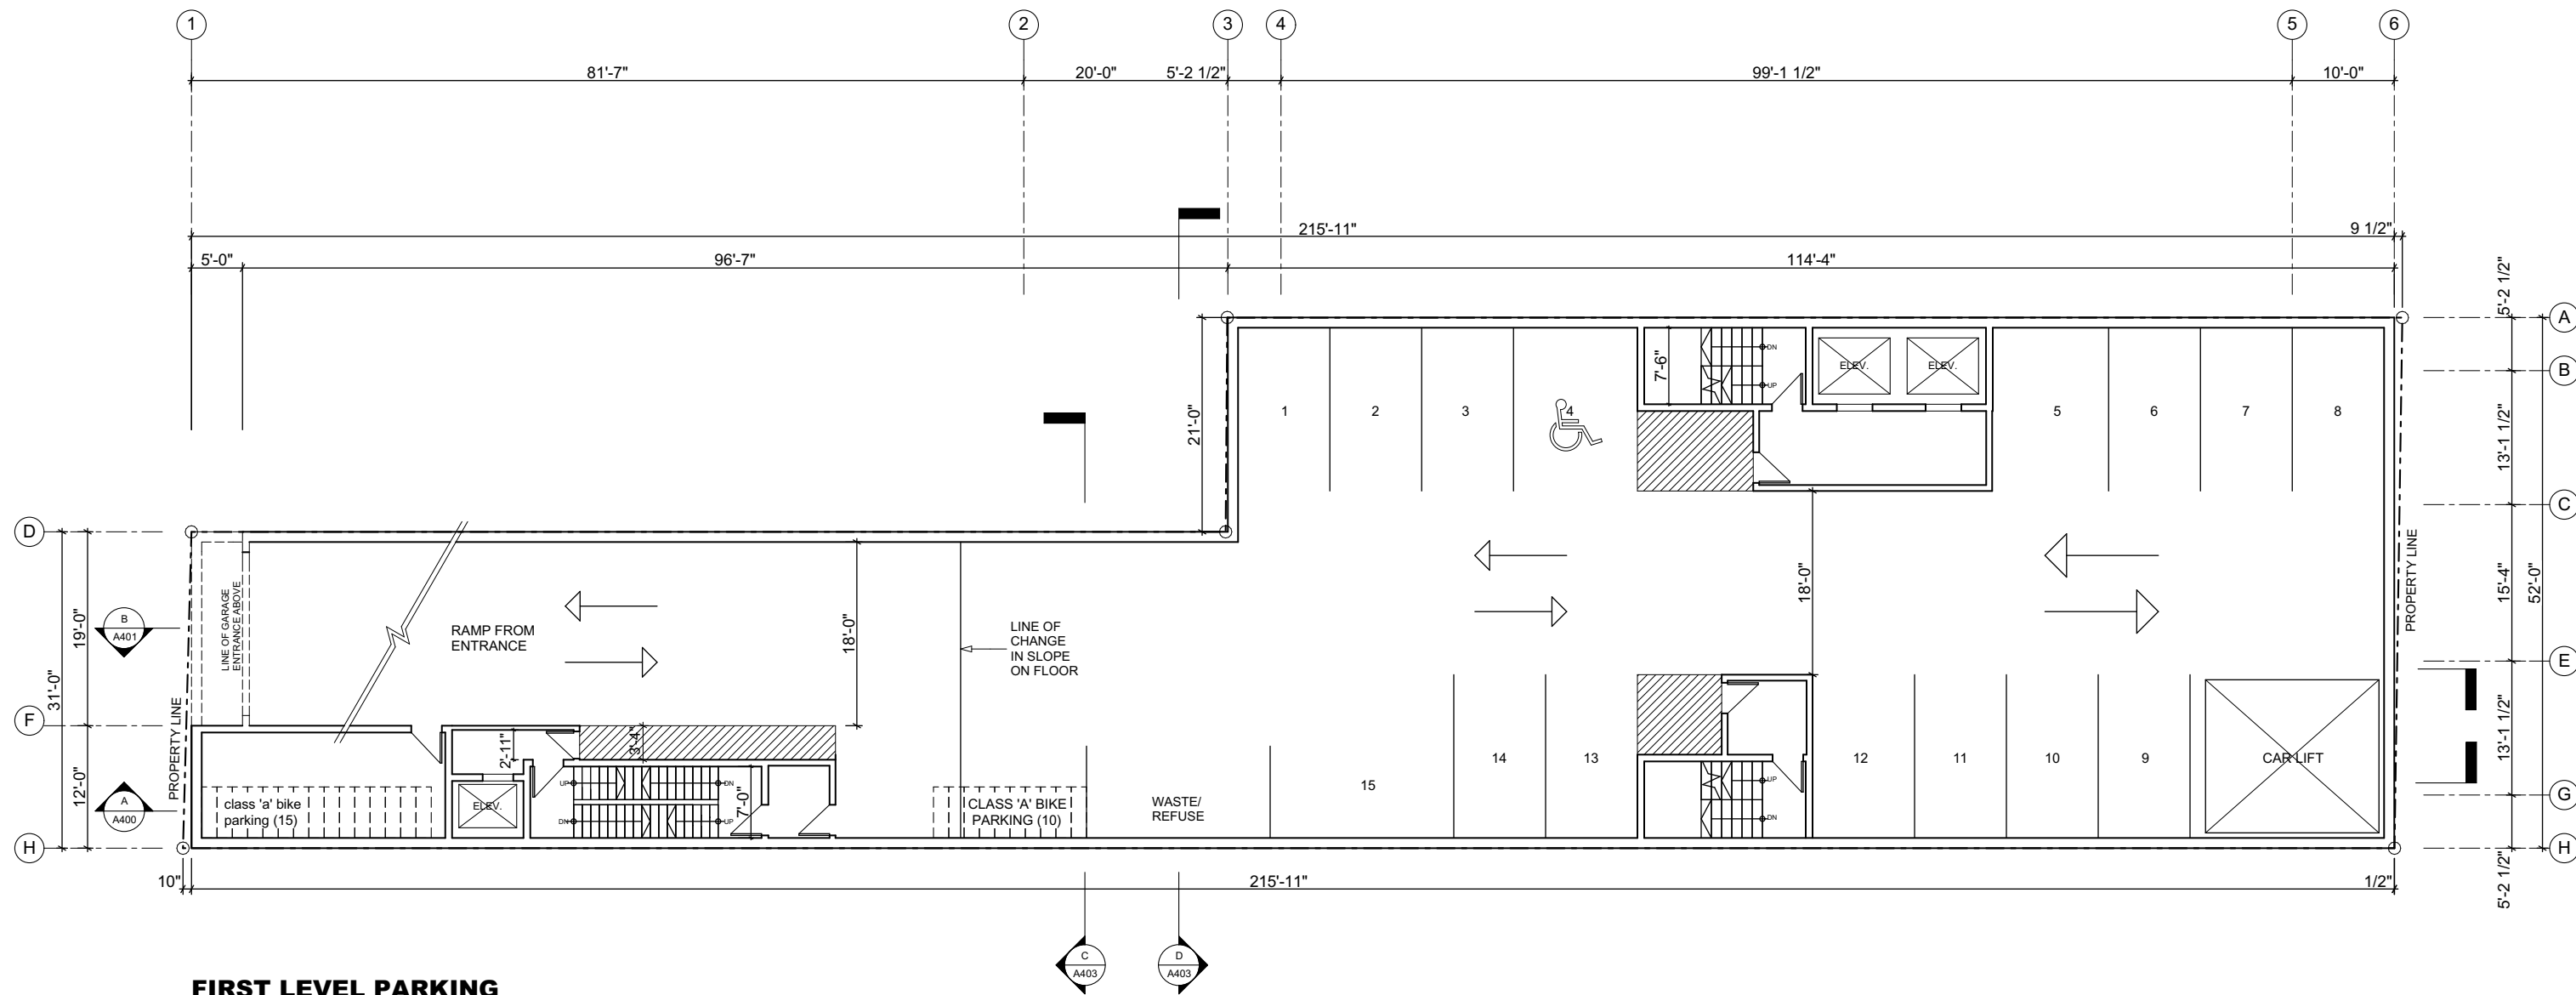 1
2
3
4
5
6
81'-7"
20'-0"
5'-2 1/2"
99'-1 1/2"
10'-0"
215'-11"
9 1/2"
5'-0"
96'-7"
114'-4"
5'-2 1/2"
A
B
C
E
G
H
13'-1 1/2"
15'-4"
52'-0"
13'-1 1/2"
5'-2 1/2"
PROPERTY LINE
21'-0"
7'-6"
DN
UP
ELEV.
ELEV.
1
2
3
4
5
6
7
8
D
F
H
31'-0"
19'-0"
12'-0"
B
A401
A
A400
PROPERTY LINE
LINE OF GARAGE
ENTRANCE ABOVE
RAMP FROM
ENTRANCE
18'-0"
LINE OF
CHANGE
IN SLOPE
ON FLOOR
18'-0"
2'-11"
3'-4"
7'-0"
UP
DN
DN
UP
ELEV.
class 'a' bike
parking (15)
CLASS 'A' BIKE
PARKING (10)
WASTE/
REFUSE
15
14
13
UP
DN
12
11
10
9
CAR LIFT
10"
215'-11"
1/2"
C
A403
D
A403
FIRST LEVEL PARKING